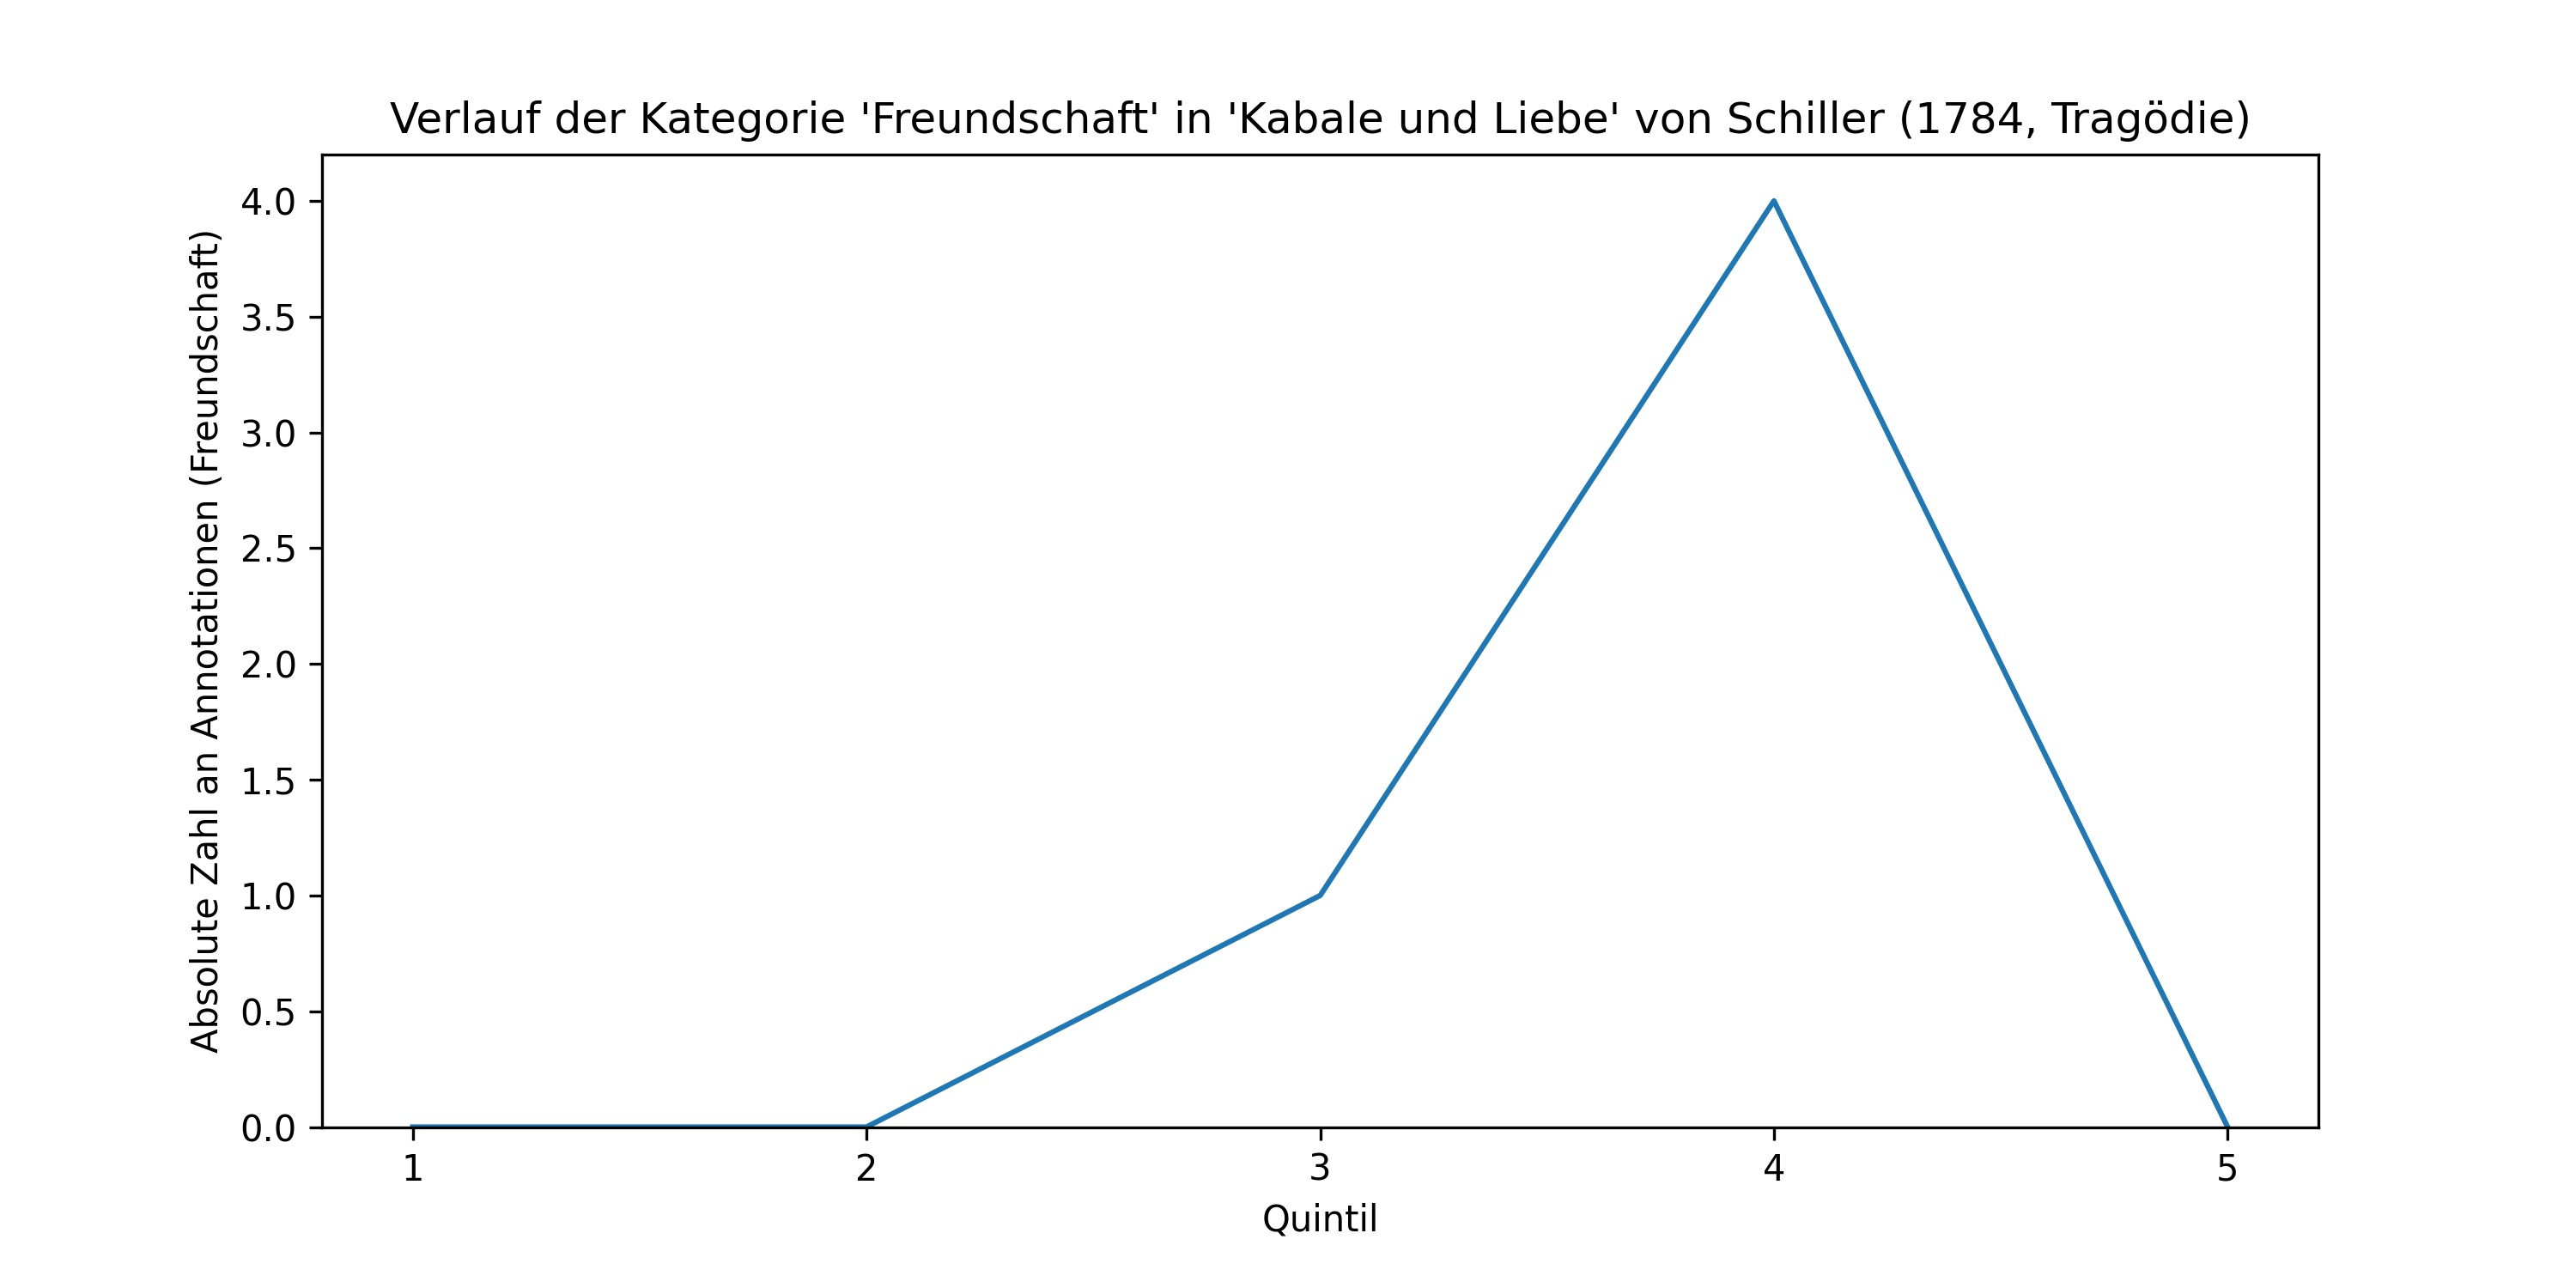 Verlauf der Kategorie 'Freundschaft' in 'Kabale und Liebe' von Schiller (1784, Tragödie)
Absolute Zahl an Annotationen (Freundschaft)
4.0
3.5
3.0
2.5
2.0
1.5
1.0
0.5
0.0
1 2 3 4 5
Quintil